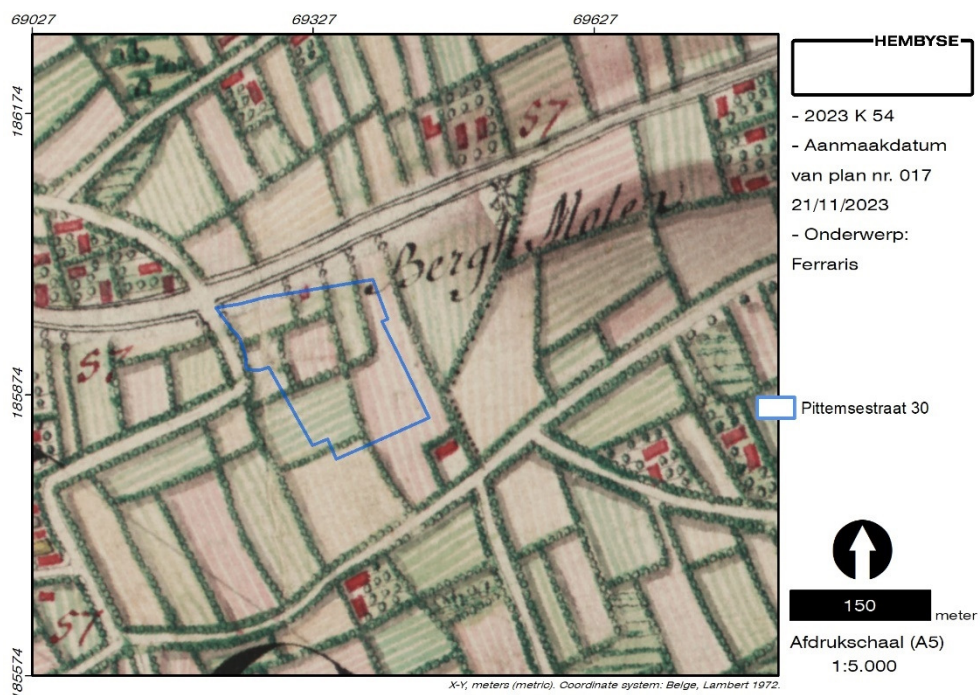 69027
69327
69627
186174
185874
185574
57
Bergh Molen
57
57
HEMBYSE
- 2023 K 54
- Aanmaakdatum
van plan nr. 017
21/11/2023
- Onderwerp:
Ferraris
Pittemsestraat 30
150
meter
Afdrukschaal (A5)
1:5.000
X-Y, meters (metric). Coordinate system: Belge, Lambert 1972.